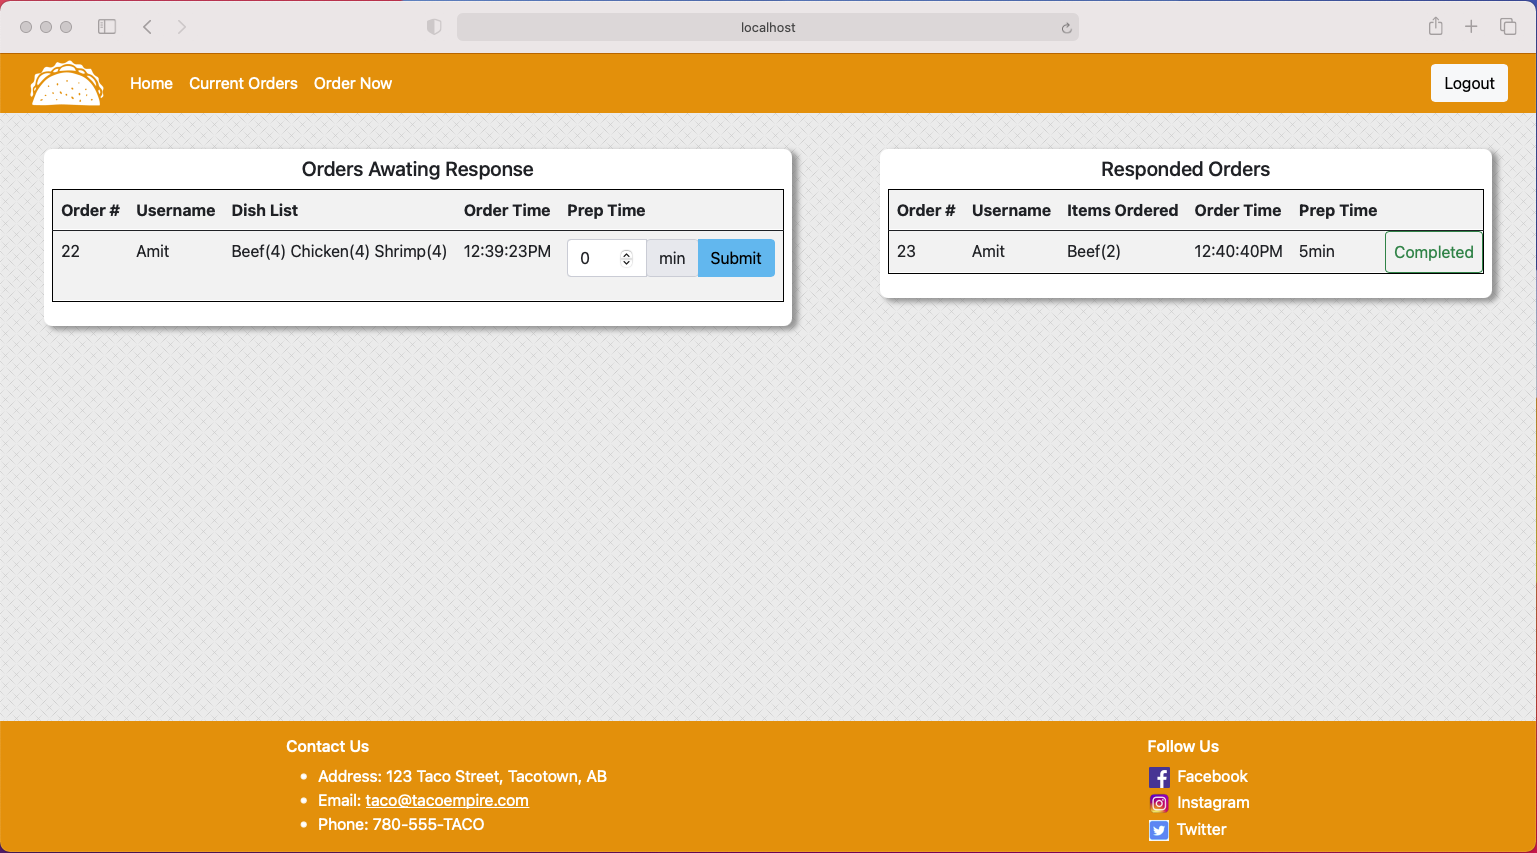 localhost
Home Current Orders Order Now Logout
Orders Awating Response
Order # Username Dish List Order Time Prep Time
22 Amit Beef(4) Chicken(4) Shrimp(4) 12:39:23PM 0 min Submit
Responded Orders
Order # Username Items Ordered Order Time Prep Time
23 Amit Beef(2) 12:40:40PM 5min Completed
Contact Us
Address: 123 Taco Street, Tacotown, AB
Email: taco@tacoempire.com
Phone: 780-555-TACO
Follow Us
Facebook
Instagram
Twitter